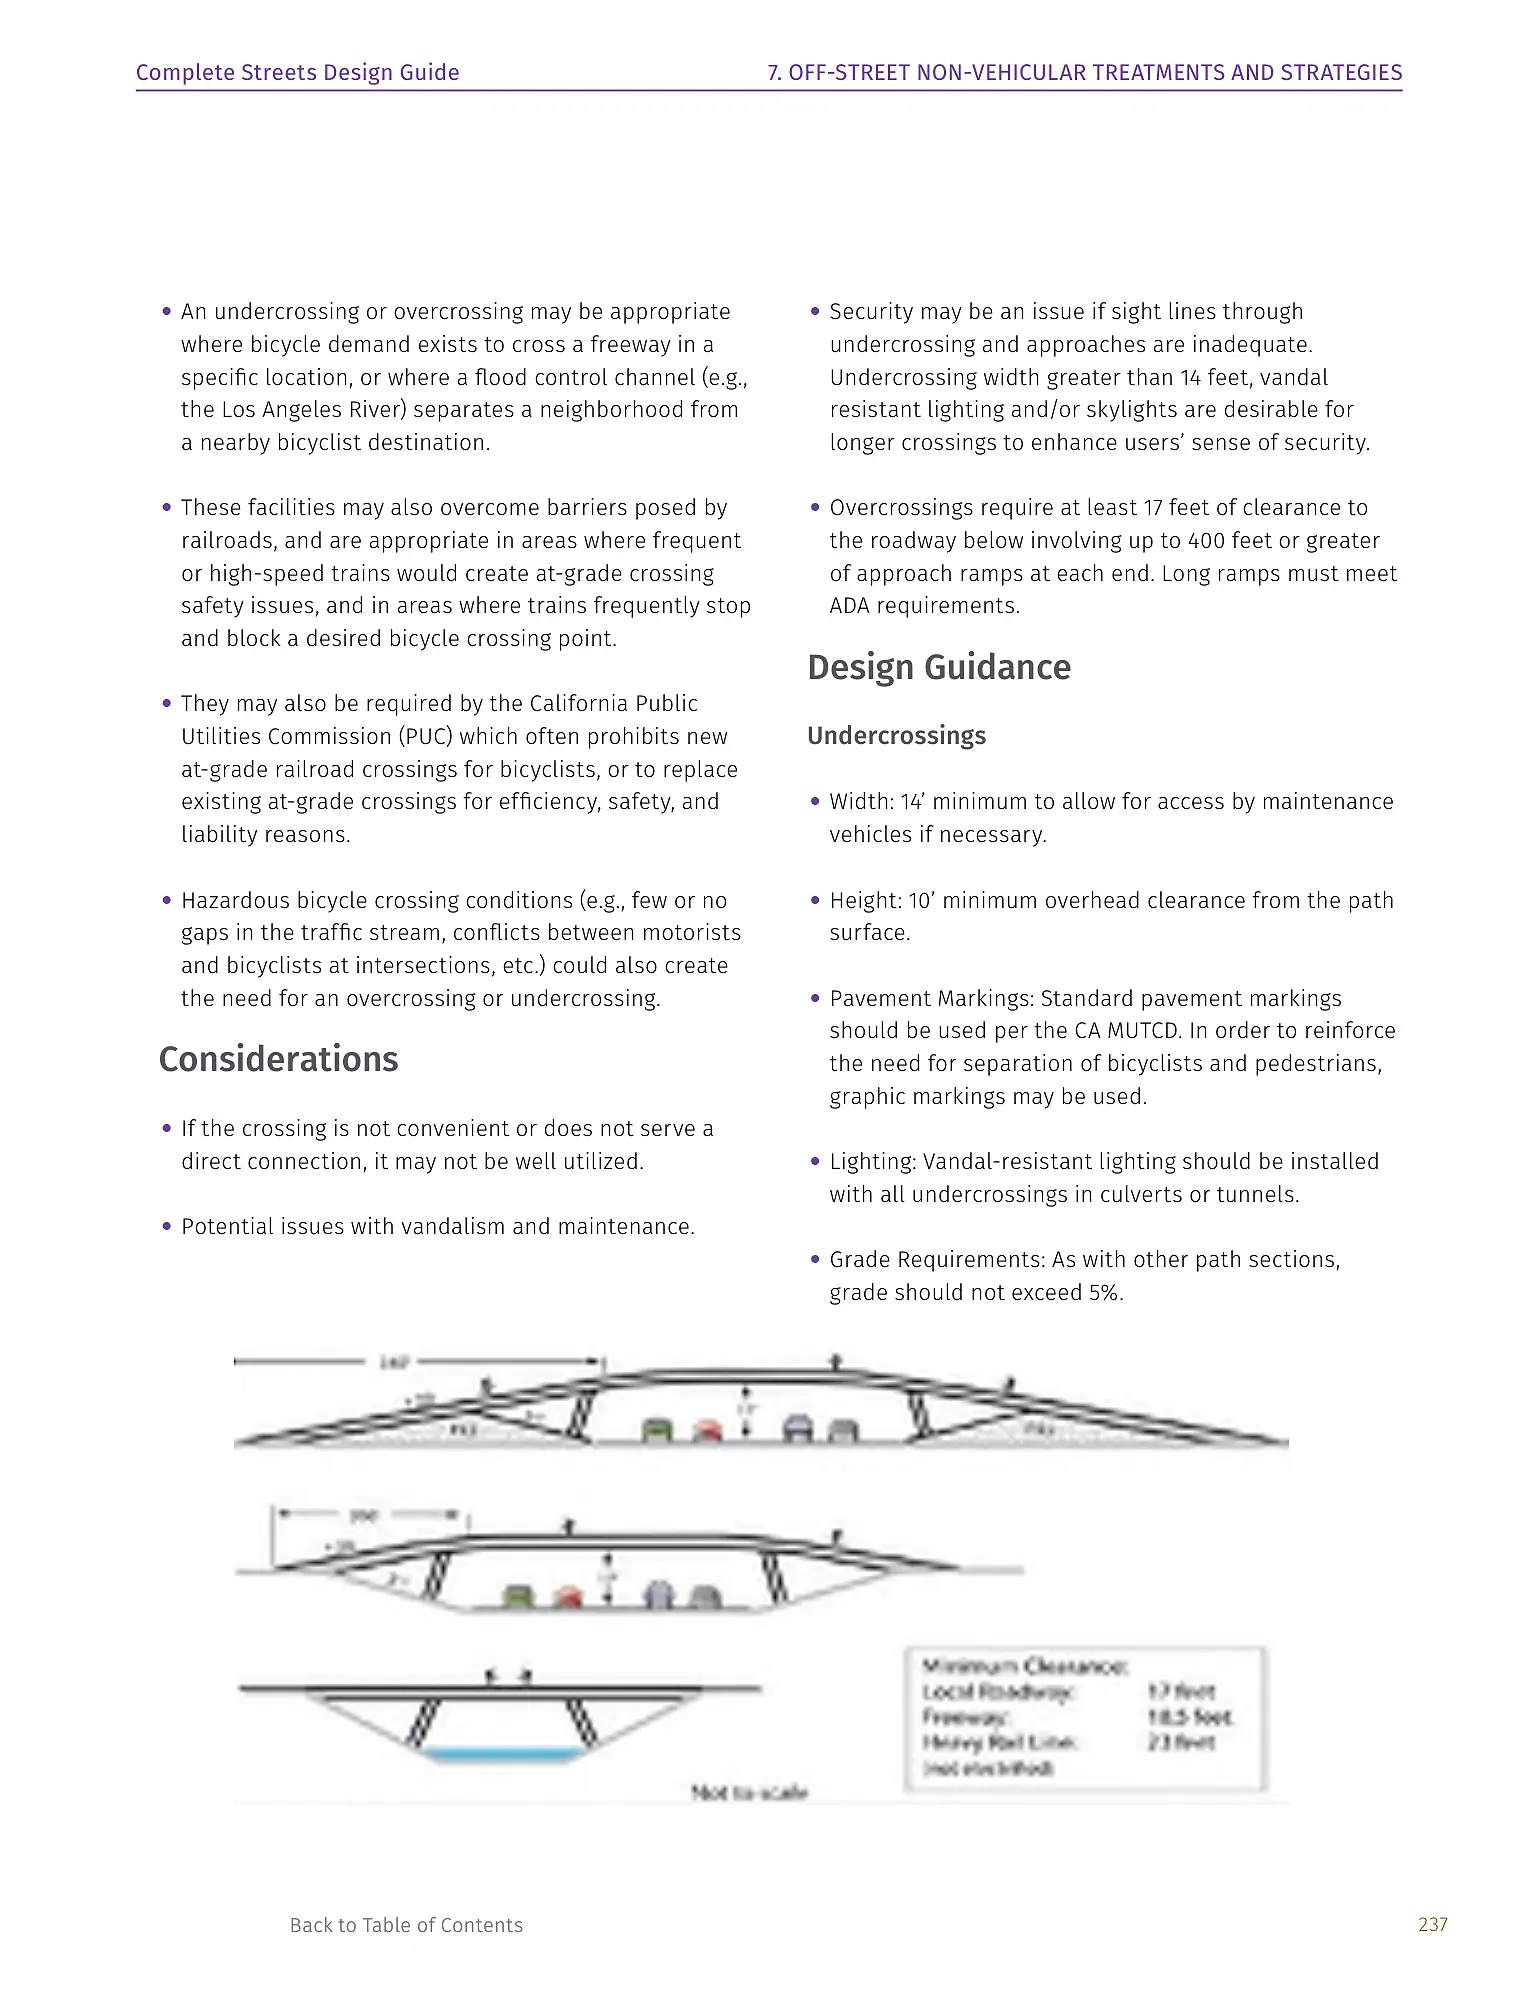 Complete Streets Design Guide
7. OFF-STREET NON-VEHICULAR TREATMENTS AND STRATEGIES
• An undercrossing or overcrossing may be appropriate
where bicycle demand exists to cross a freeway in a
specific location, or where a flood control channel (e.g.,
the Los Angeles River) separates a neighborhood from
a nearby bicyclist destination.
• These facilities may also overcome barriers posed by
railroads, and are appropriate in areas where frequent
or high-speed trains would create at-grade crossing
safety issues, and in areas where trains frequently stop
and block a desired bicycle crossing point.
• They may also be required by the California Public
Utilities Commission (PUC) which often prohibits new
at-grade railroad crossings for bicyclists, or to replace
existing at-grade crossings for efficiency, safety, and
liability reasons.
• Hazardous bicycle crossing conditions (e.g., few or no
gaps in the traffic stream, conflicts between motorists
and bicyclists at intersections, etc.) could also create
the need for an overcrossing or undercrossing.
Considerations
• If the crossing is not convenient or does not serve a
direct connection, it may not be well utilized.
• Potential issues with vandalism and maintenance.
• Security may be an issue if sight lines through
undercrossing and approaches are inadequate.
Undercrossing width greater than 14 feet, vandal
resistant lighting and/or skylights are desirable for
longer crossings to enhance users’ sense of security.
• Overcrossings require at least 17 feet of clearance to
the roadway below involving up to 400 feet or greater
of approach ramps at each end. Long ramps must meet
ADA requirements.
Design Guidance
Undercrossings
• Width: 14’ minimum to allow for access by maintenance
vehicles if necessary.
• Height: 10’ minimum overhead clearance from the path
surface.
• Pavement Markings: Standard pavement markings
should be used per the CA MUTCD. In order to reinforce
the need for separation of bicyclists and pedestrians,
graphic markings may be used.
• Lighting: Vandal-resistant lighting should be installed
with all undercrossings in culverts or tunnels.
• Grade Requirements: As with other path sections,
grade should not exceed 5%.
Minimum Clearance:
Local Roadway: 17 feet
Freeway: 18.5 feet
Heavy Rail Line: 23 feet
(not electrified)
Not to scale
Back to Table of Contents
237